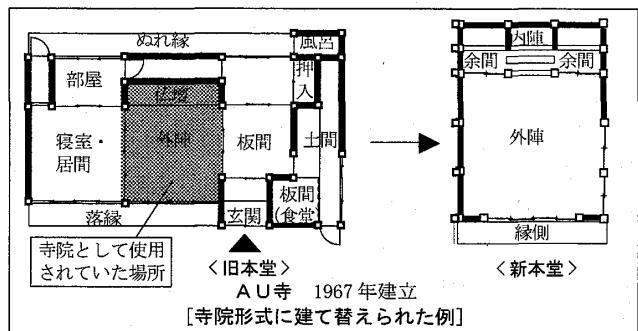 ぬれ縁
風呂
部屋
仏壇
押入
寝室・
居間
外陣
板間
土間
板間
(食堂)
落縁
玄関
寺院として使用
されていた場所
<旧本堂>
内陣
余間
余間
外陣
縁側
<新本堂>
AU寺 1967年建立
[寺院形式に建て替えられた例]